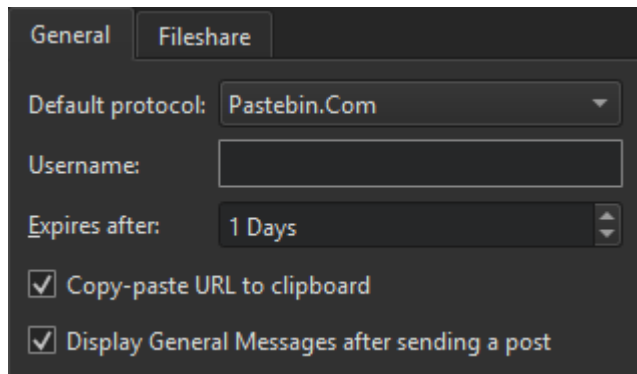 General Fileshare
Default protocol: Pastebin.Com
Username:
Expires after: 1 Days
Copy-paste URL to clipboard
Display General Messages after sending a post